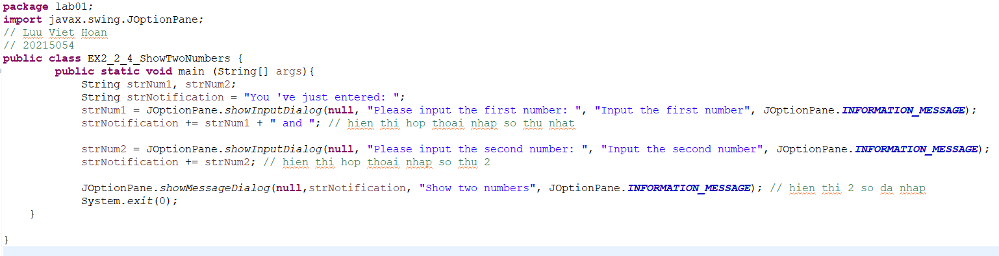 package lab01;
import javax.swing.JOptionPane;
// Luu Viet Hoan
// 20215054
public class EX2_2_4_ShowTwoNumbers {
        public static void main (String[] args){
            String strNum1, strNum2;
            String strNotification = "You 've just entered: ";
            strNum1 = JOptionPane.showInputDialog(null, "Please input the first number: ", "Input the first number", JOptionPane.INFORMATION_MESSAGE);
            strNotification += strNum1 + " and "; // hien thi hop thoai nhap so thu nhat
            strNum2 = JOptionPane.showInputDialog(null, "Please input the second number: ", "Input the second number", JOptionPane.INFORMATION_MESSAGE);
            strNotification += strNum2; // hien thi hop thoai nhap so thu 2
            JOptionPane.showMessageDialog(null,strNotification, "Show two numbers", JOptionPane.INFORMATION_MESSAGE); // hien thi 2 so da nhap
            System.exit(0);
    }
}